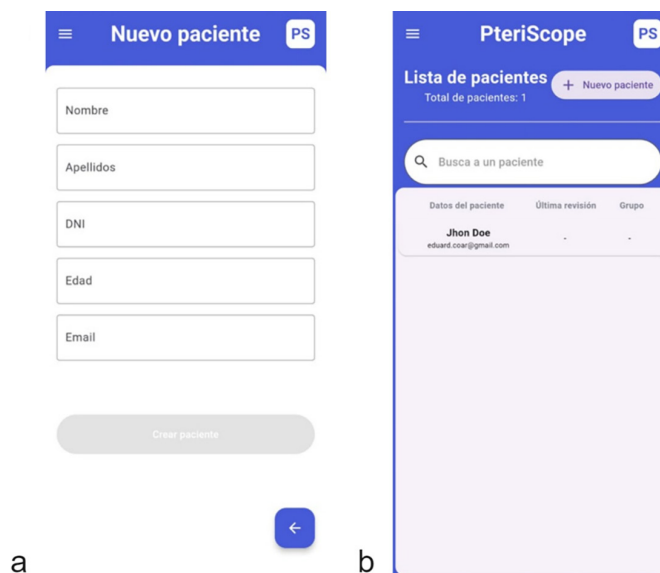 Nuevo paciente
PS
Nombre
Apellidos
DNI
Edad
Email
Crear paciente
a
PteriScope
PS
Lista de pacientes
Total de pacientes: 1
+ Nuevo paciente
Busca a un paciente
Datos del paciente Última revisión Grupo
Jhon Doe - -
eduard.coar@gmail.com
b